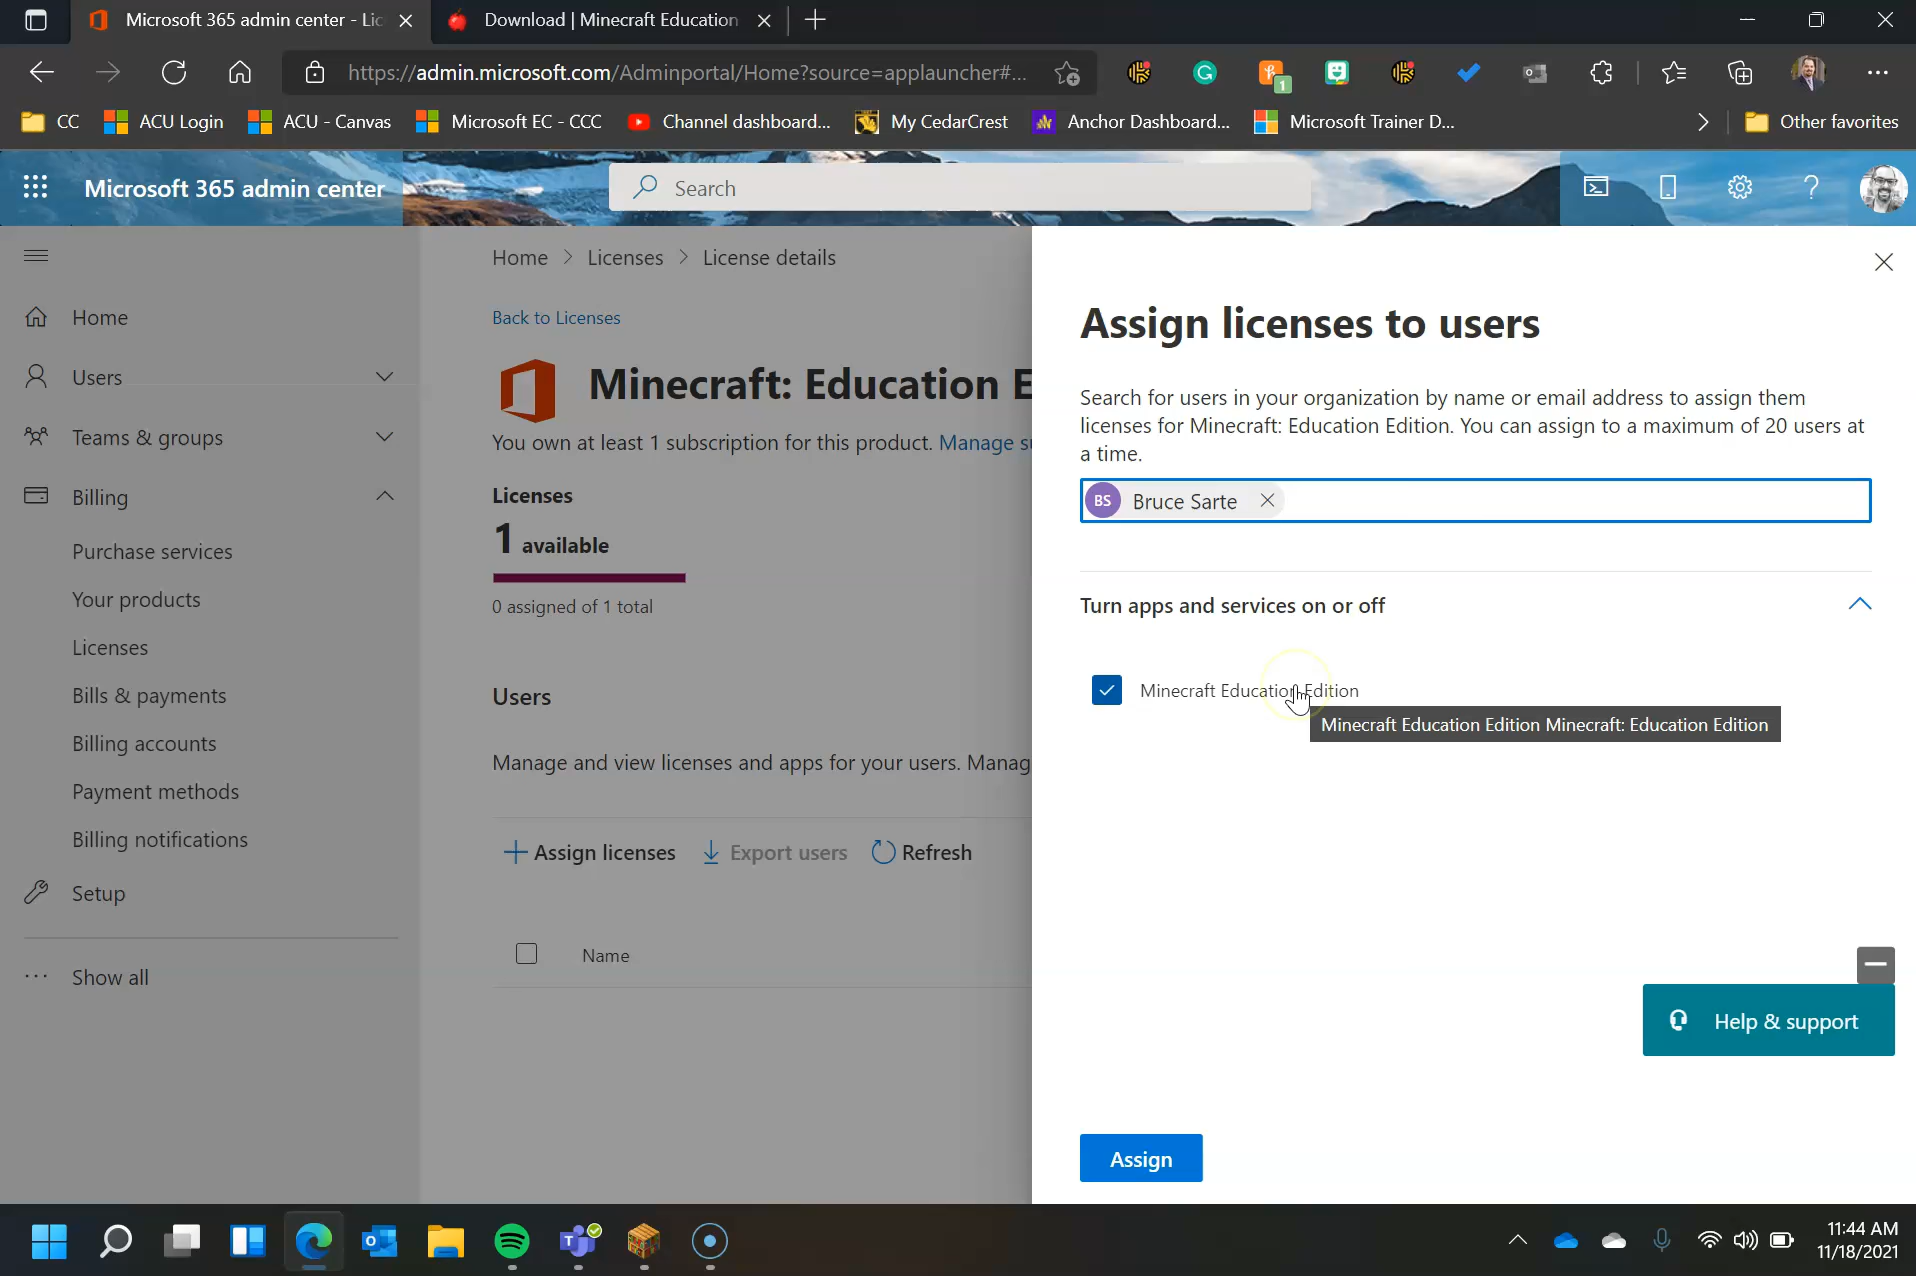 Microsoft 365 admin center - Lic
Download | Minecraft Education
https://admin.microsoft.com/Adminportal/Home?source=applauncher#...
1
CC
ACU Login
ACU - Canvas
Microsoft EC - CCC
Channel dashboard...
My CedarCrest
Anchor Dashboard...
Microsoft Trainer D...
Other favorites
Microsoft 365 admin center
Search
Home
Users
Teams & groups
Billing
Purchase services
Your products
Licenses
Bills & payments
Billing accounts
Payment methods
Billing notifications
Setup
Show all
Home > Licenses > License details
Back to Licenses
Minecraft: Education E
You own at least 1 subscription for this product. Manage su
Licenses
1 available
0 assigned of 1 total
Users
Manage and view licenses and apps for your users. Manag
Assign licenses
Export users
Refresh
Name
Assign licenses to users
Search for users in your organization by name or email address to assign them
licenses for Minecraft: Education Edition. You can assign to a maximum of 20 users at
a time.
BS Bruce Sarte
Turn apps and services on or off
Minecraft Education Edition
Minecraft Education Edition Minecraft: Education Edition
Help & support
Assign
11:44 AM
11/18/2021